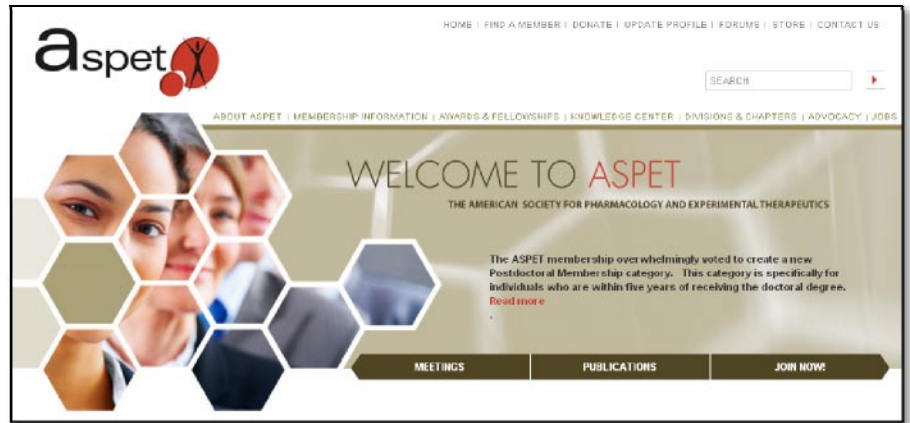 HOME | FIND A MEMBER | DONATE | UPDATE PROFILE | FORUMS | STORE | CONTACT US
aspet
SEARCH
ABOUT ASPET | MEMBERSHIP INFORMATION | AWARDS & FELLOWSHIPS | KNOWLEDGE CENTER | DIVISIONS & CHAPTERS | ADVOCACY | JOBS
WELCOME TO ASPET
THE AMERICAN SOCIETY FOR PHARMACOLOGY AND EXPERIMENTAL THERAPEUTICS
The ASPET membership overwhelmingly voted to create a new
Postdoctoral Membership category. This category is specifically for
individuals who are within five years of receiving the doctoral degree.
Read more
.
MEETINGS PUBLICATIONS JOIN NOW!